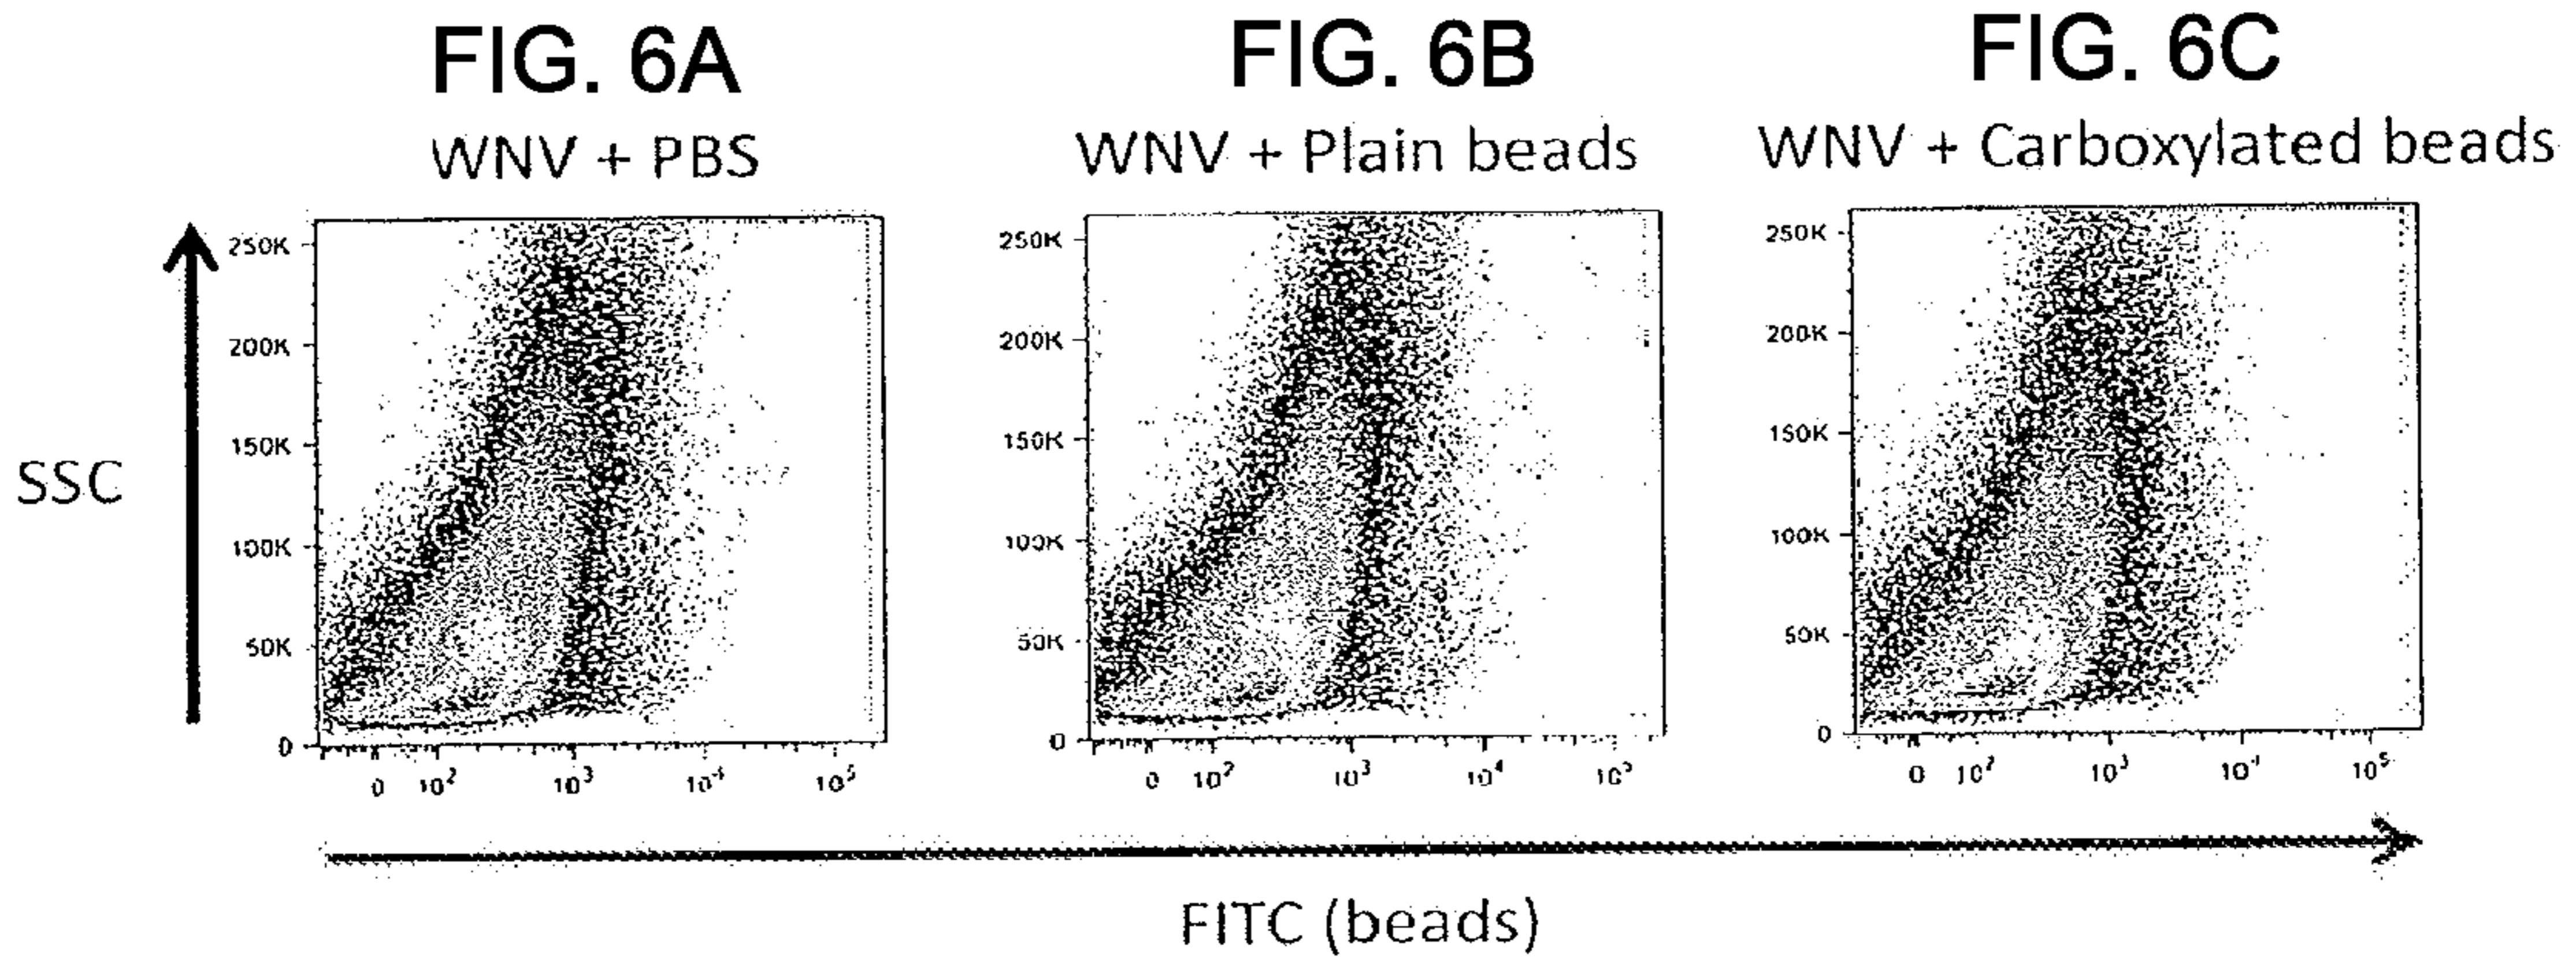 FIG. 6A
WNV + PBS
FIG. 6B
WNV + Plain beads
FIG. 6C
WNV + Carboxylated beads
SSC
250K
200K
150K
100K
50K
0
0 10² 10³ 10⁴ 10⁵
250K
200K
150K
100K
50K
0
0 10² 10³ 10⁴ 10⁵
250K
200K
150K
100K
50K
0
0 10² 10³ 10⁴ 10⁵
FITC (beads)